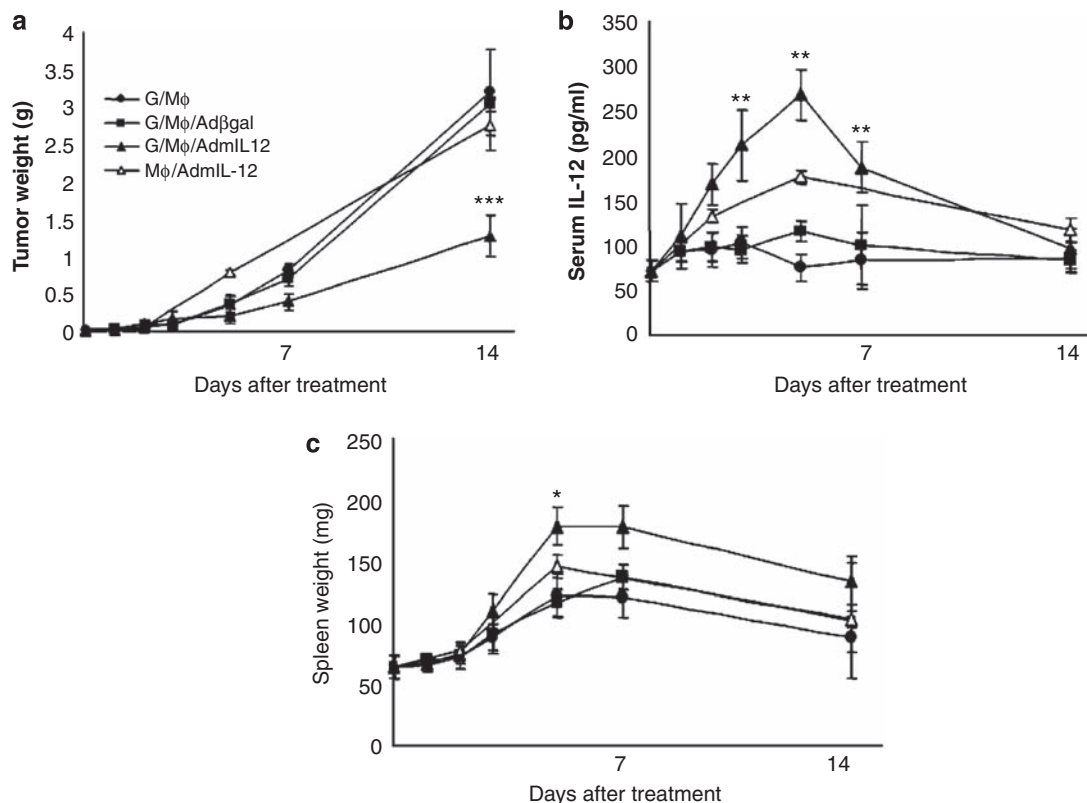 a
Tumor weight (g)
4
3.5
3
2.5
2
1.5
1
0.5
0
G/Mϕ
G/Mϕ/Adβgal
G/Mϕ/AdmIL12
Mϕ/AdmIL-12
***
7
14
Days after treatment
b
Serum IL-12 (pg/ml)
350
300
250
200
150
100
50
0
**
**
**
7
14
Days after treatment
c
Spleen weight (mg)
250
200
150
100
50
0
*
7
14
Days after treatment